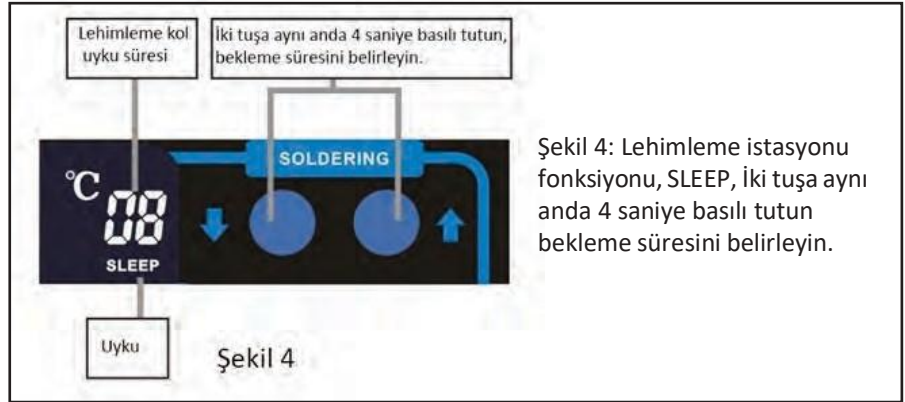 Lehimleme kol
uyku süresi
İki tuşa aynı anda 4 saniye basılı tutun,
bekleme süresini belirleyin.
SOLDERING
°C
08
SLEEP
Uyku
Şekil 4
Şekil 4: Lehimleme istasyonu
fonksiyonu, SLEEP, İki tuşa aynı
anda 4 saniye basılı tutun
bekleme süresini belirleyin.